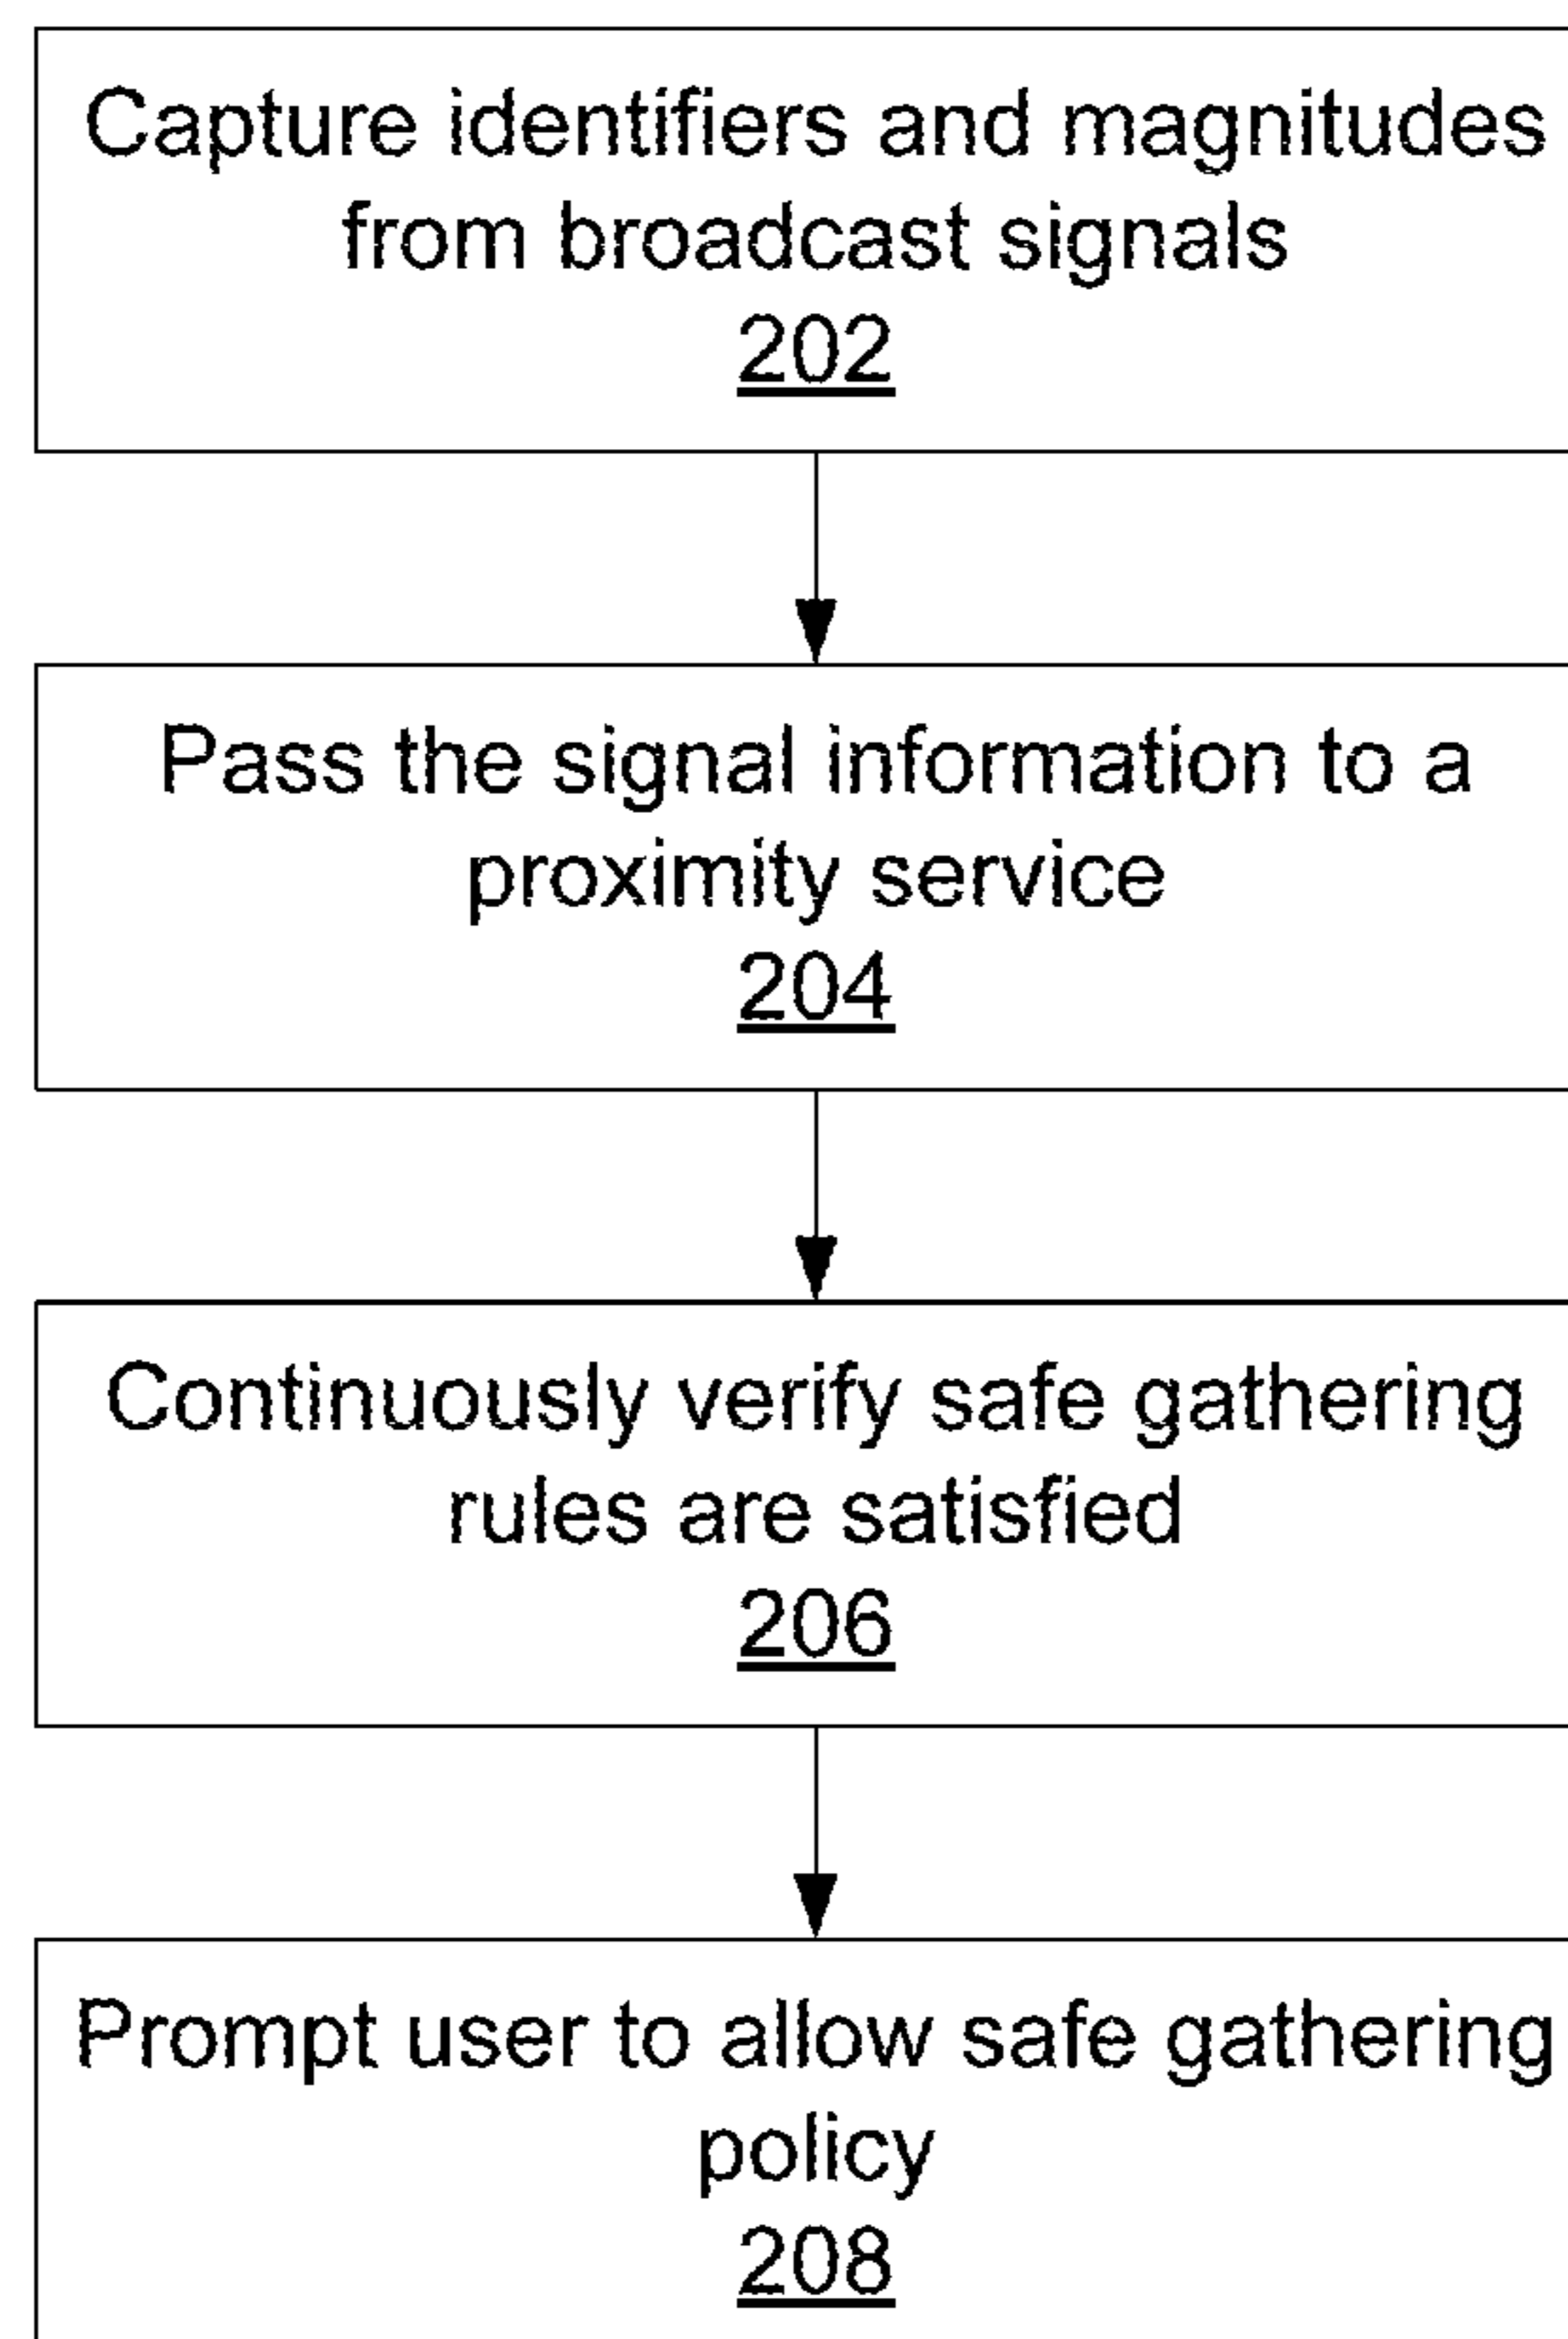 Capture identifiers and magnitudes
from broadcast signals
202
Pass the signal information to a
proximity service
204
Continuously verify safe gathering
rules are satisfied
206
Prompt user to allow safe gathering
policy
208